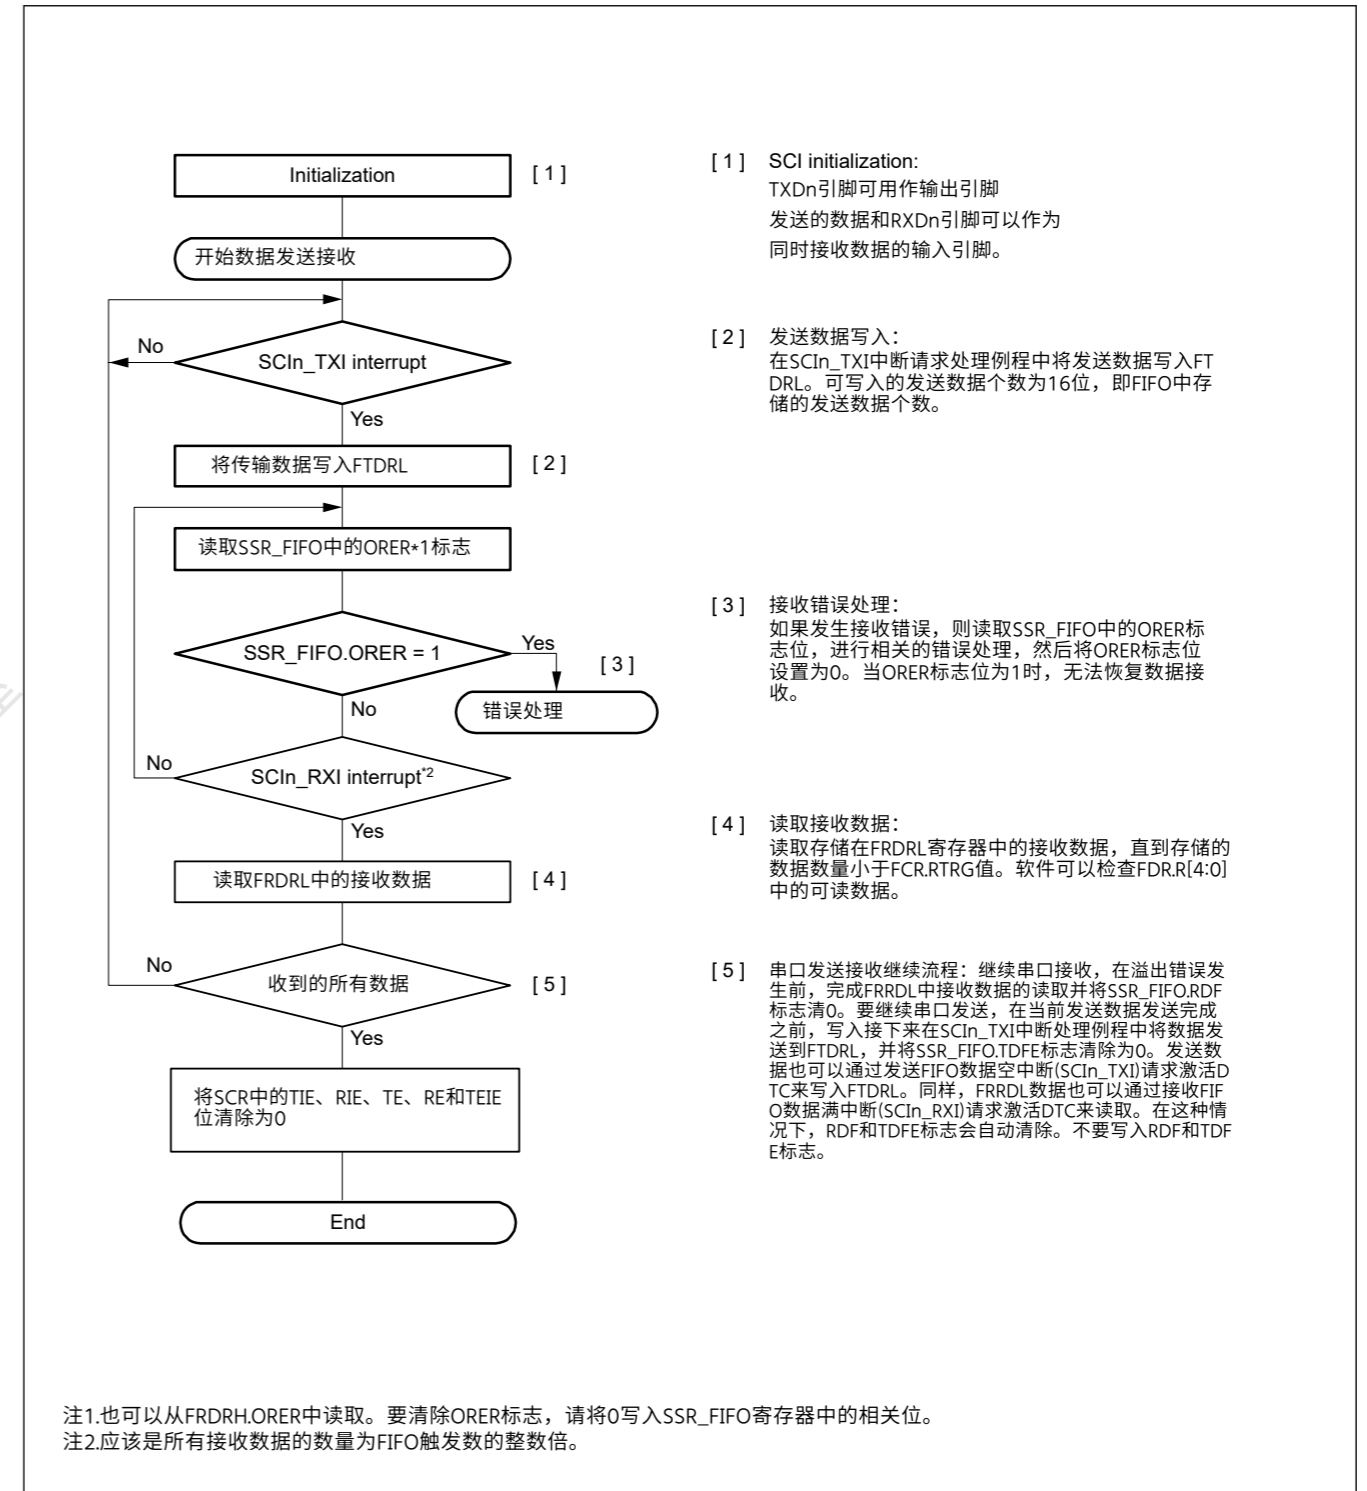 Initialization
[ 1 ]
开始数据发送接收
No
SCIn_TXI interrupt
Yes
将传输数据写入FTDRL
[ 2 ]
读取SSR_FIFO中的ORER*1标志
SSR_FIFO.ORER = 1
Yes
[ 3 ]
错误处理
No
No
SCIn_RXI interrupt*2
Yes
读取FRDRL中的接收数据
[ 4 ]
No
收到的所有数据
[ 5 ]
Yes
将SCR中的TIE、RIE、TE、RE和TEIE
位清除为0
End
[ 1 ] SCI initialization:
TXDn引脚可用作输出引脚
发送的数据和RXDn引脚可以作为
同时接收数据的输入引脚。
[ 2 ] 发送数据写入：
在SCIn_TXI中断请求处理例程中将发送数据写入FT
DRL。可写入的发送数据个数为16位，即FIFO中存
储的发送数据个数。
[ 3 ] 接收错误处理：
如果发生接收错误，则读取SSR_FIFO中的ORER标
志位，进行相关的错误处理，然后将ORER标志位
设置为0。当ORER标志位为1时，无法恢复数据接
收。
[ 4 ] 读取接收数据：
读取存储在FRDRL寄存器中的接收数据，直到存储的
数据数量小于FCR.RTRG值。软件可以检查FDR.R[4:0]
中的可读数据。
[ 5 ] 串口发送接收继续流程：继续串口接收，在溢出错误发
生前，完成FRRDL中接收数据的读取并将SSR_FIFO.RDF
标志清0。要继续串口发送，在当前发送数据发送完成
之前，写入接下来在SCIn_TXI中断处理例程中将数据发
送到FTDRL，并将SSR_FIFO.TDFE标志清除为0。发送数
据也可以通过发送FIFO数据空中断(SCIn_TXI)请求激活D
TC来写入FTDRL。同样，FRRDL数据也可以通过接收FIF
O数据满中断(SCIn_RXI)请求激活DTC来读取。在这种情
况下，RDF和TDFE标志会自动清除。不要写入RDF和TDF
E标志。
注1.也可以从FRDRH.ORER中读取。要清除ORER标志，请将0写入SSR_FIFO寄存器中的相关位。
注2.应该是所有接收数据的数量为FIFO触发数的整数倍。